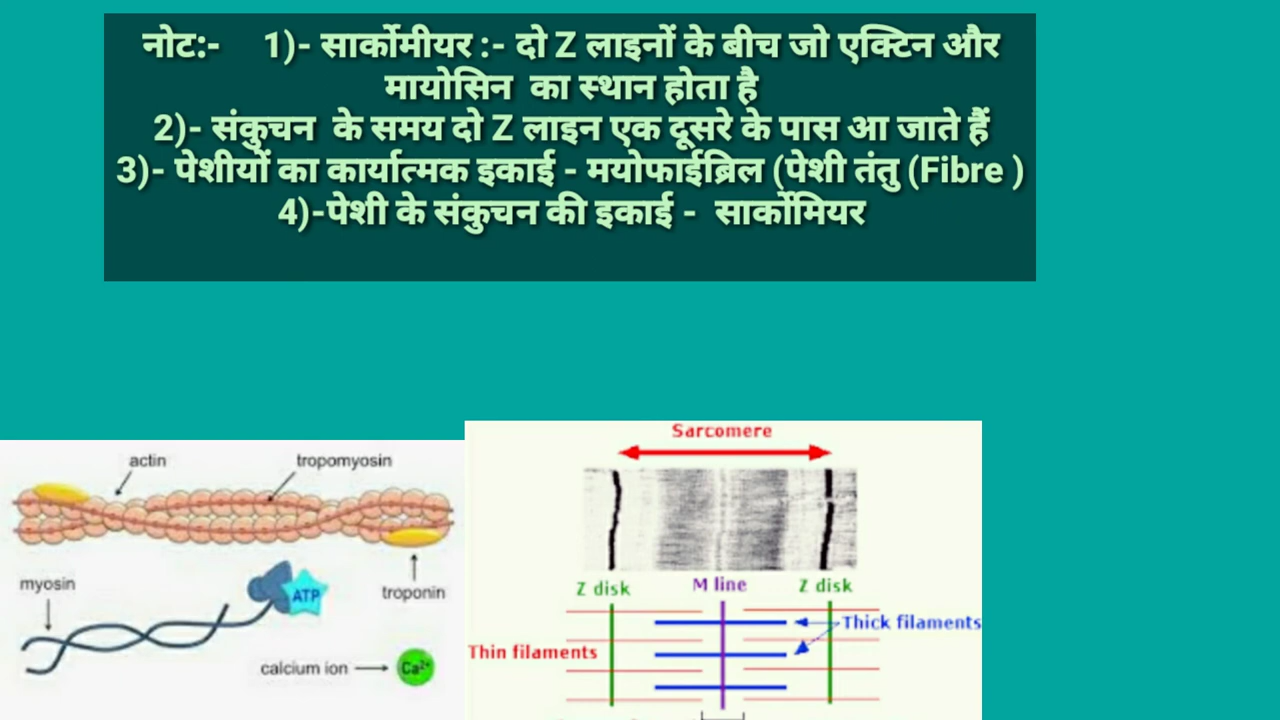 नोट:- 1)- सार्कोमीयर :- दो Z लाइनों के बीच जो एक्टिन और
मायोसिन का स्थान होता है
2)- संकुचन के समय दो Z लाइन एक दूसरे के पास आ जाते हैं
3)- पेशीयों का कार्यात्मक इकाई - मयोफाईब्रिल (पेशी तंतु (Fibre )
4)-पेशी के संकुचन की इकाई - सार्कोमियर
actin
tropomyosin
myosin
ATP
troponin
calcium ion
Ca²⁺
Sarcomere
Z disk
M line
Z disk
Thick filaments
Thin filaments